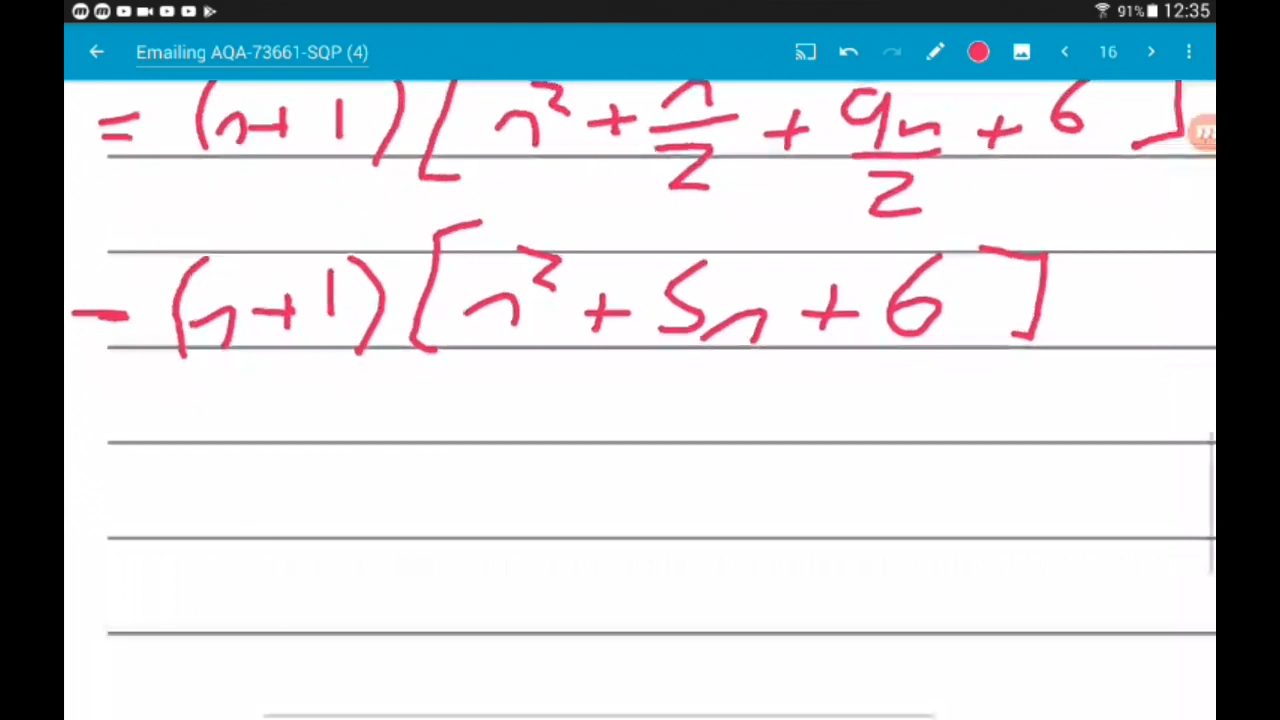 91% 12:35
Emailing AQA-73661-SQP (4) 16
= (n+1) [n² + n/2 + 9n/2 + 6]
- (n+1) [n² + 5n + 6]